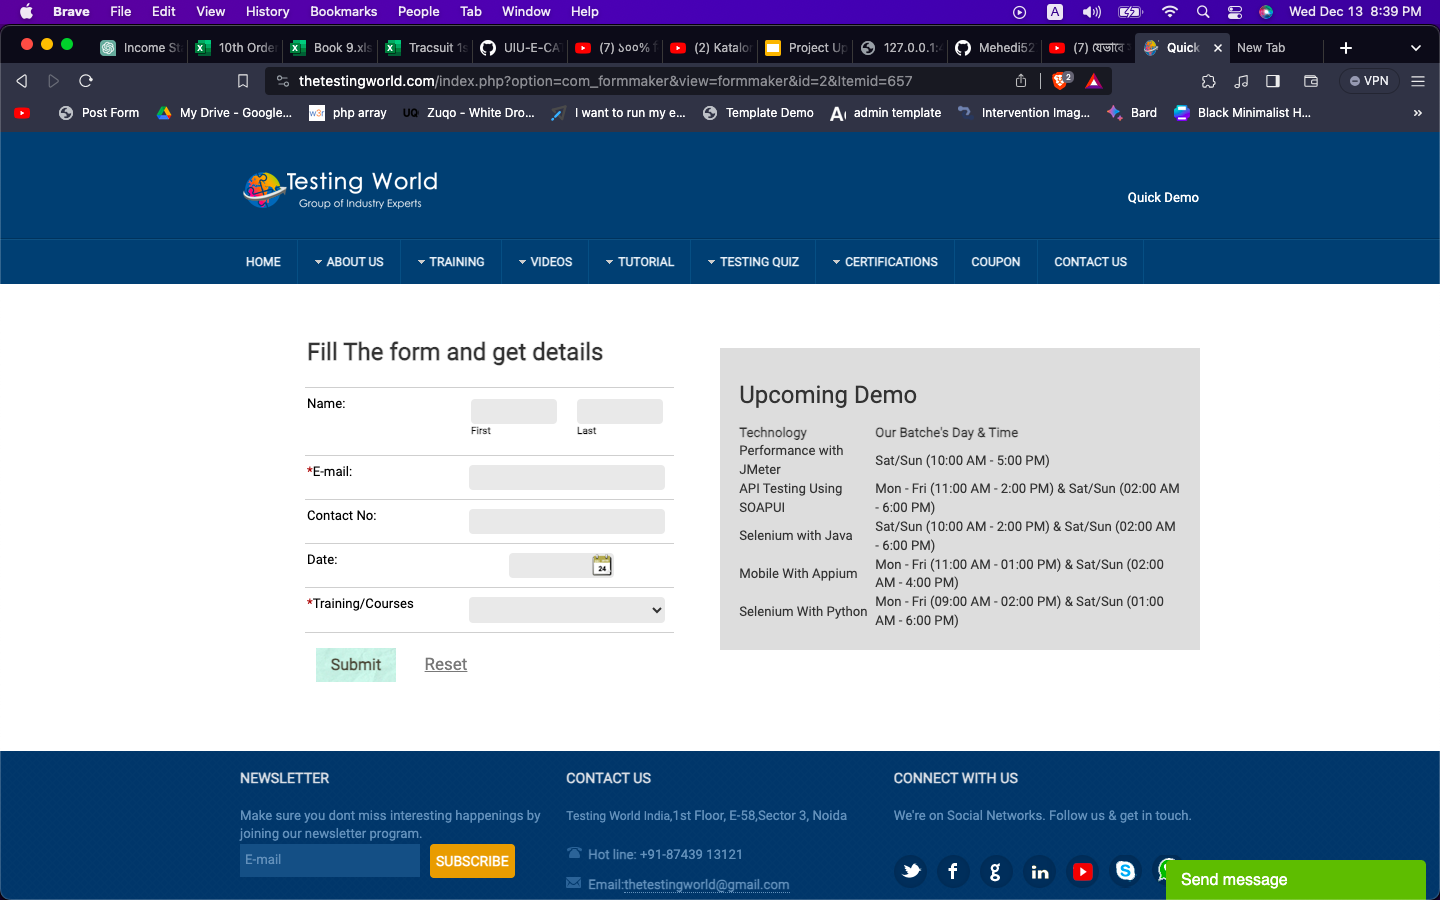 Brave File Edit View History Bookmarks People Tab Window Help A Wed Dec 13 8:39 PM
Income St 10th Order Book 9.xls Tracsuit 1s UIU-E-CA (7) ১০০% (2) Katalon Project Up 127.0.0.1: Mehedi52 (7) যেভাবে Quick New Tab
thetestingworld.com/index.php?option=com_formmaker&view=formmaker&id=2&Itemid=657 2 VPN
Post Form My Drive - Google... w3r php array UQ Zuqo - White Dro... I want to run my e... Template Demo admin template Intervention Imag... Bard Black Minimalist H... »
Testing World
Group of Industry Experts
Quick Demo
HOME ABOUT US TRAINING VIDEOS TUTORIAL TESTING QUIZ CERTIFICATIONS COUPON CONTACT US
Fill The form and get details
Name:
First Last
*E-mail:
Contact No:
Date:
24
*Training/Courses
Submit Reset
Upcoming Demo
Technology Our Batche's Day & Time
Performance with
JMeter
Sat/Sun (10:00 AM - 5:00 PM)
API Testing Using
SOAPUI
Mon - Fri (11:00 AM - 2:00 PM) & Sat/Sun (02:00 AM
- 6:00 PM)
Selenium with Java
Sat/Sun (10:00 AM - 2:00 PM) & Sat/Sun (02:00 AM
- 6:00 PM)
Mobile With Appium
Mon - Fri (11:00 AM - 01:00 PM) & Sat/Sun (02:00
AM - 4:00 PM)
Selenium With Python
Mon - Fri (09:00 AM - 02:00 PM) & Sat/Sun (01:00
AM - 6:00 PM)
NEWSLETTER
Make sure you dont miss interesting happenings by
joining our newsletter program.
E-mail SUBSCRIBE
CONTACT US
Testing World India,1st Floor, E-58,Sector 3, Noida
Hot line: +91-87439 13121
Email:thetestingworld@gmail.com
CONNECT WITH US
We're on Social Networks. Follow us & get in touch.
Send message